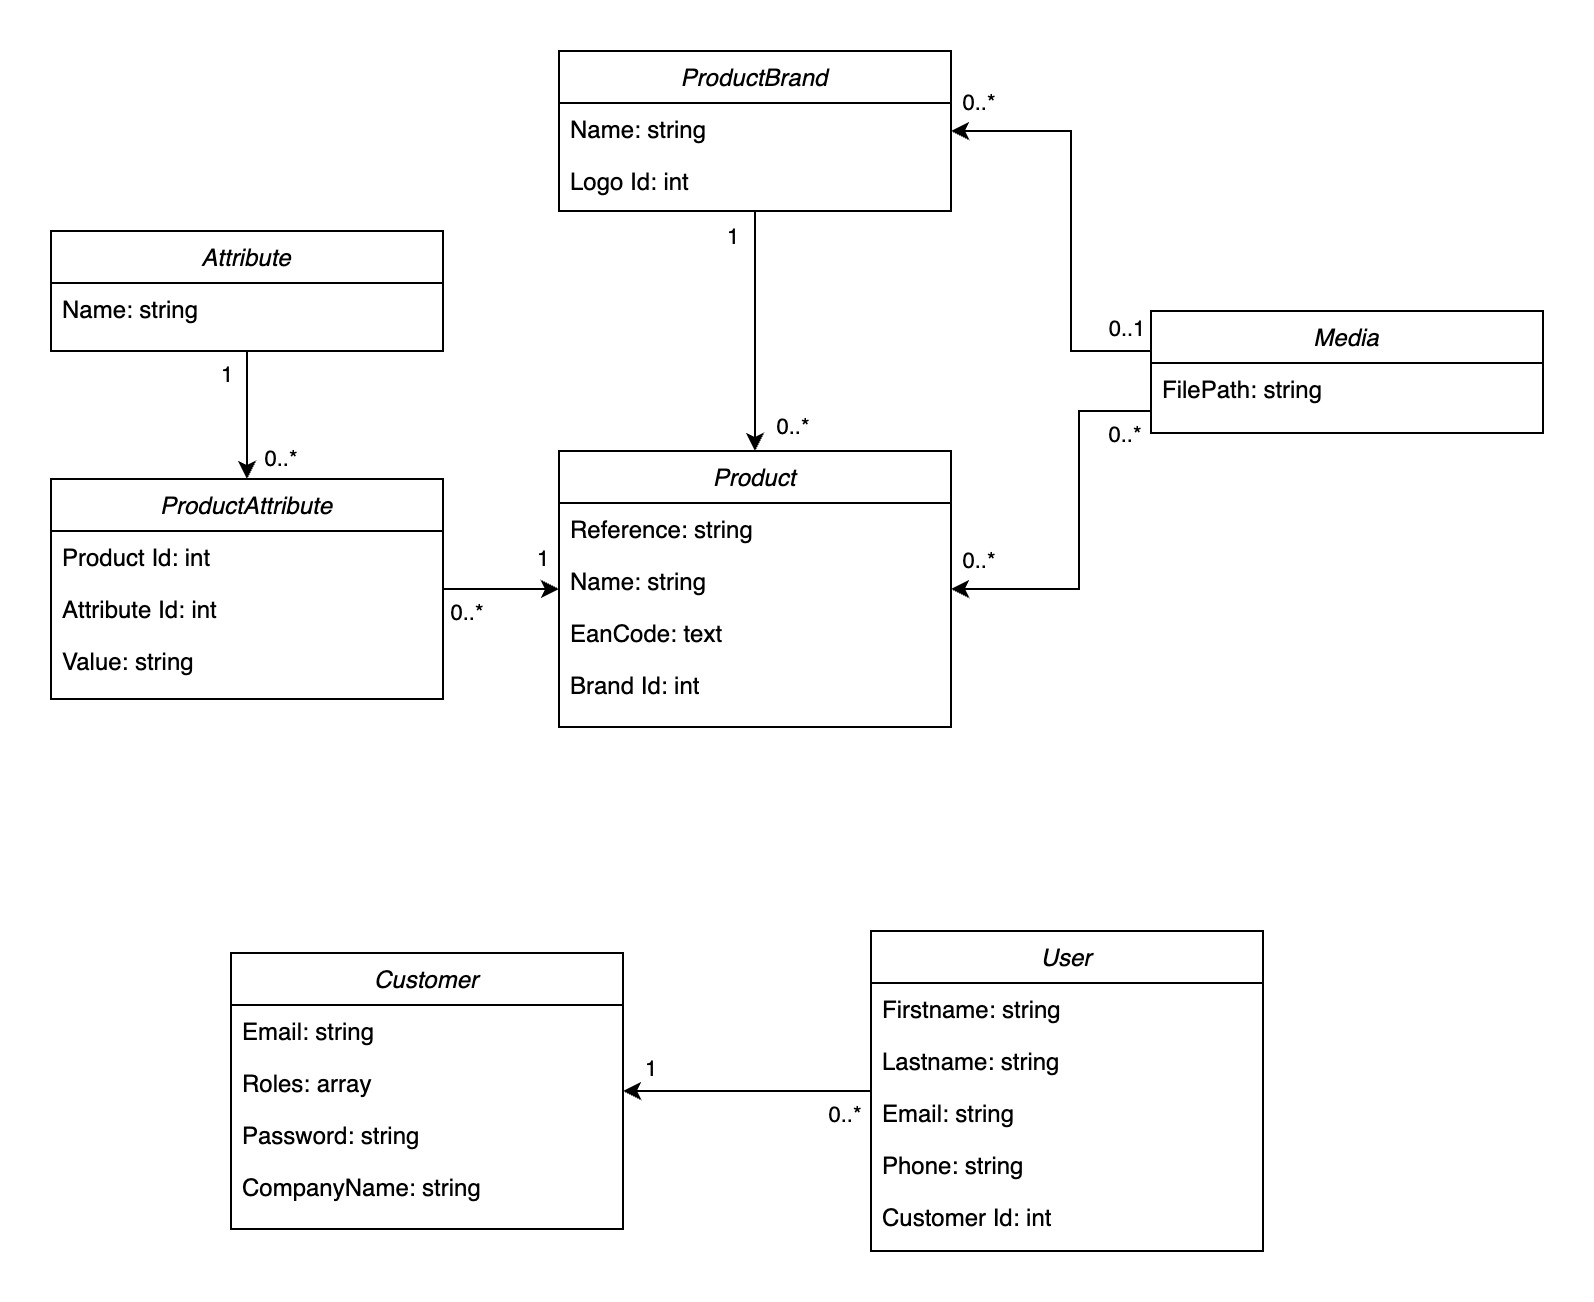 ProductBrand
Name: string
Logo Id: int
0..*
1
0..*
Attribute
Name: string
1
0..*
ProductAttribute
Product Id: int
Attribute Id: int
Value: string
1
0..*
Product
Reference: string
Name: string
EanCode: text
Brand Id: int
0..*
0..1
Media
FilePath: string
0..*
Customer
Email: string
Roles: array
Password: string
CompanyName: string
1
0..*
User
Firstname: string
Lastname: string
Email: string
Phone: string
Customer Id: int